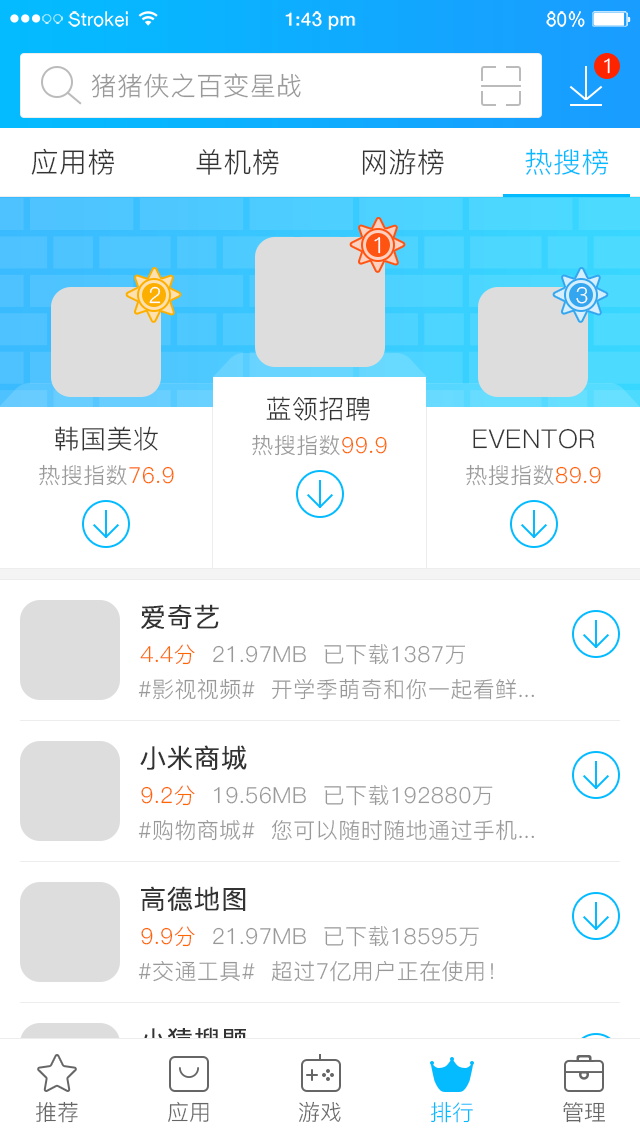 Strokei 1:43 pm 80%
猪猪侠之百变星战
1
应用榜 单机榜 网游榜 热搜榜
1
2
3
蓝领招聘
热搜指数99.9
韩国美妆
热搜指数76.9
EVENTOR
热搜指数89.9
爱奇艺
4.4分 21.97MB 已下载1387万
#影视视频# 开学季萌奇和你一起看鲜...
小米商城
9.2分 19.56MB 已下载192880万
#购物商城# 您可以随时随地通过手机...
高德地图
9.9分 21.97MB 已下载18595万
#交通工具# 超过7亿用户正在使用!
小猿搜题
推荐 应用 游戏 排行 管理